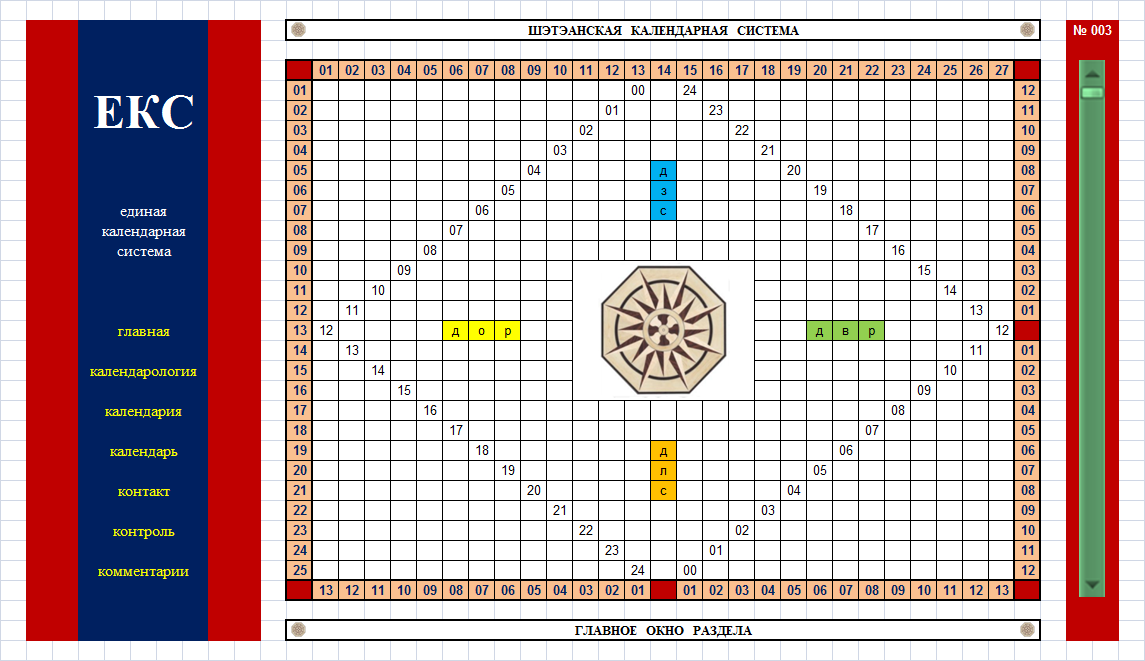 ШЭТЭАНСКАЯ КАЛЕНДАРНАЯ СИСТЕМА
№ 003
ЕКС
единая
календарная
система
главная
календарология
календария
календарь
контакт
контроль
комментарии
01 02 03 04 05 06 07 08 09 10 11 12 13 14 15 16 17 18 19 20 21 22 23 24 25 26 27
01 00 24 12
02 01 23 11
03 02 22 10
04 03 21 09
05 04 д 20 08
06 05 з 19 07
07 06 с 18 06
08 07 17 05
09 08 16 04
10 09 15 03
11 10 14 02
12 11 13 01
13 12 д о р д в р 12
14 13 11 01
15 14 10 02
16 15 09 03
17 16 08 04
18 17 07 05
19 18 д 06 06
20 19 л 05 07
21 20 с 04 08
22 21 03 09
23 22 02 10
24 23 01 11
25 24 00 12
13 12 11 10 09 08 07 06 05 04 03 02 01 01 02 03 04 05 06 07 08 09 10 11 12 13
ГЛАВНОЕ ОКНО РАЗДЕЛА